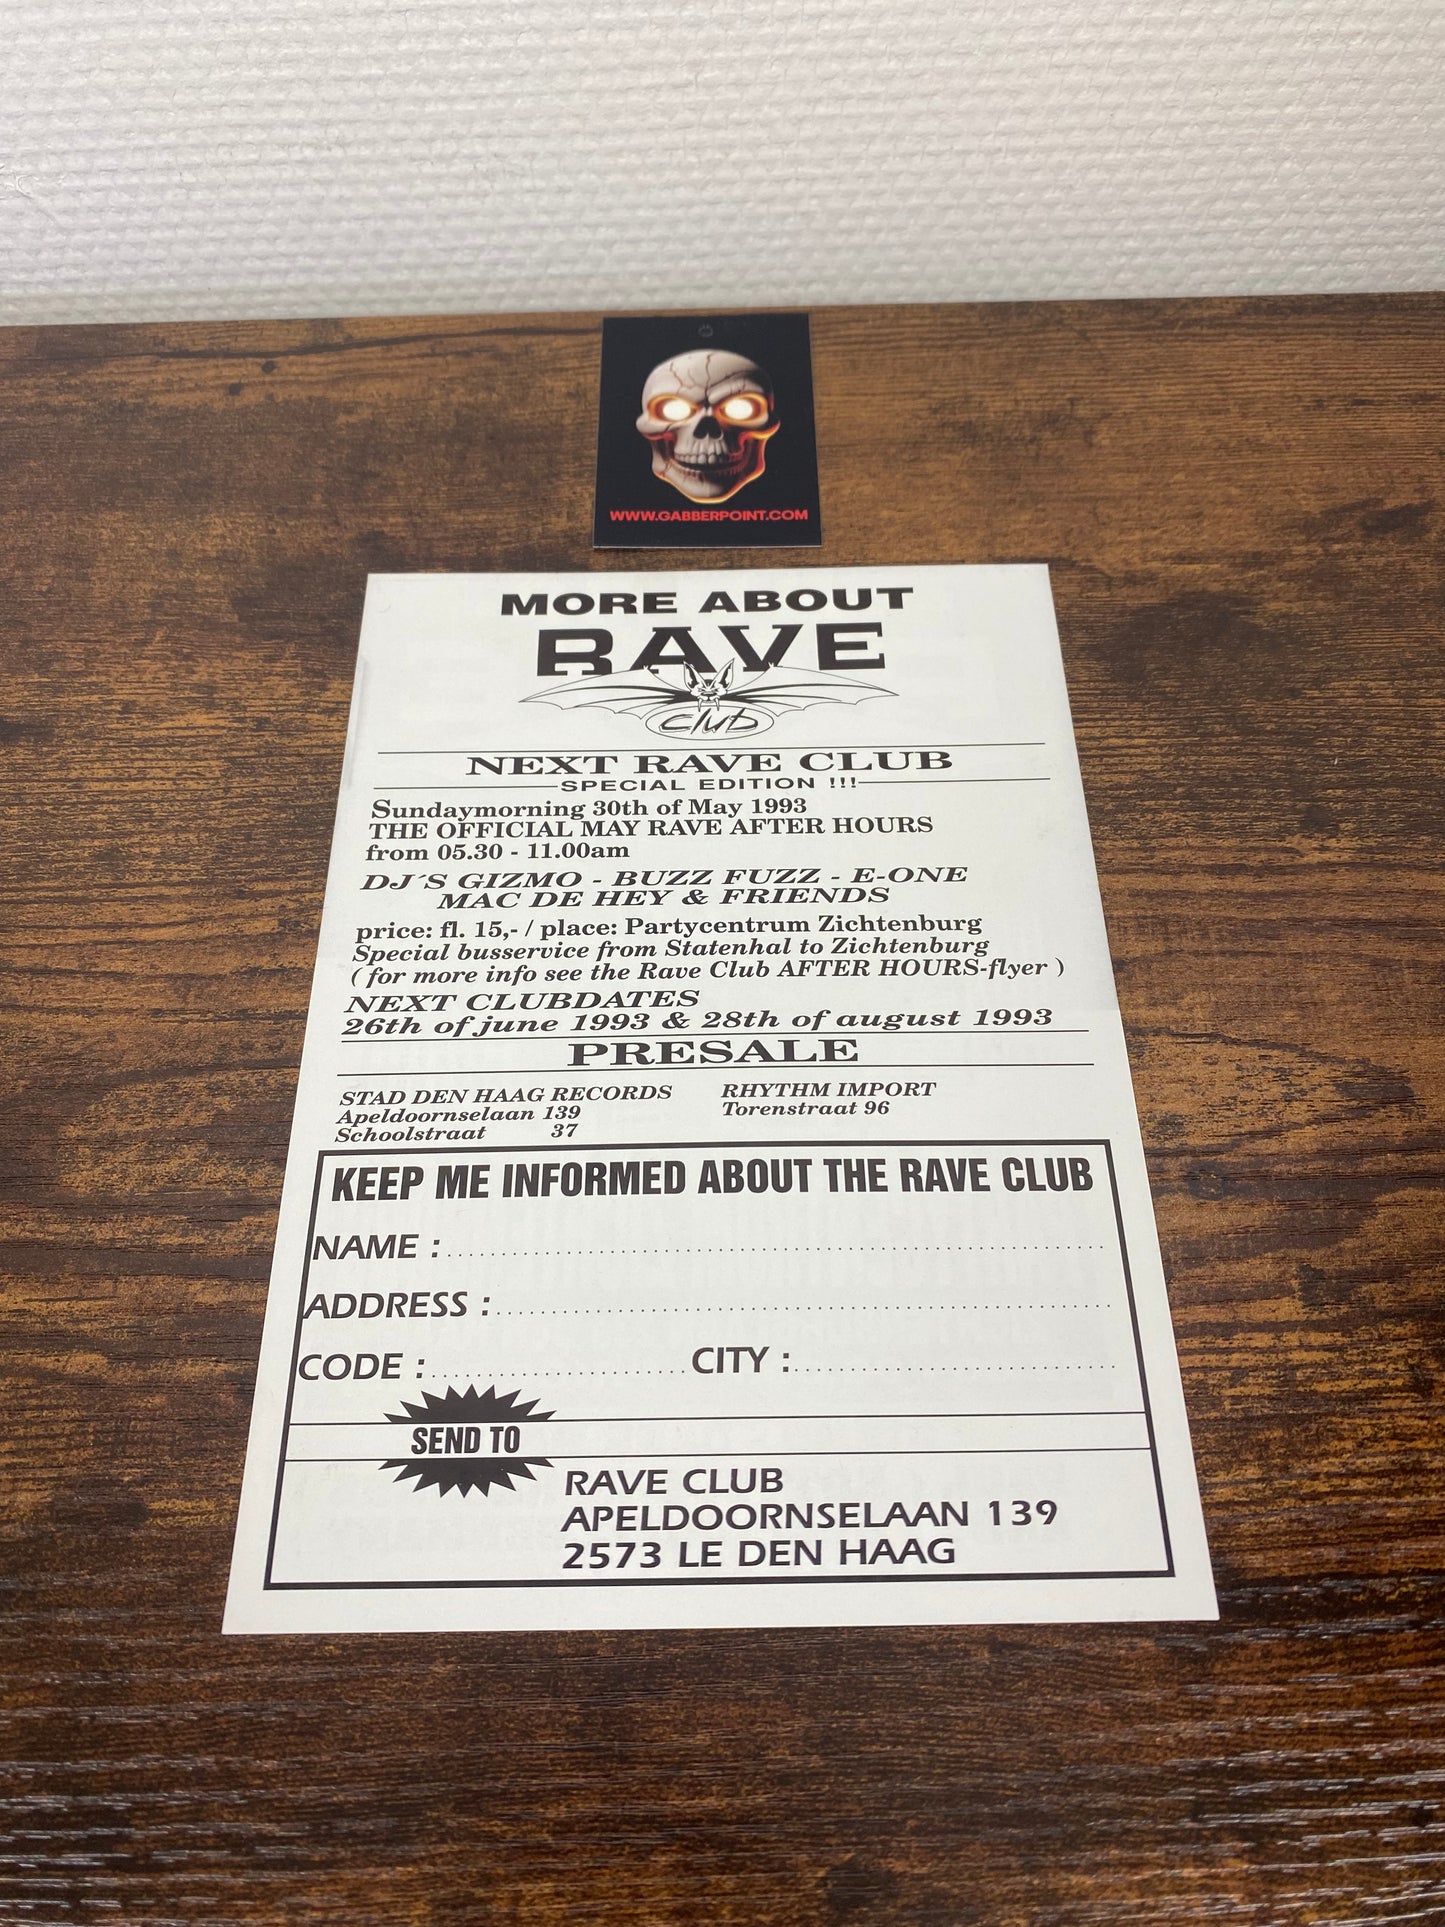 WWW.GABBERPOINT.COM
MORE ABOUT
RAVE
club
NEXT RAVE CLUB
SPECIAL EDITION !!!
Sundaymorning 30th of May 1993
THE OFFICIAL MAY RAVE AFTER HOURS
from 05.30 - 11.00am
DJ´S GIZMO - BUZZ FUZZ - E-ONE
MAC DE HEY & FRIENDS
price: fl. 15,- / place: Partycentrum Zichtenburg
Special busservice from Statenhal to Zichtenburg
( for more info see the Rave Club AFTER HOURS-flyer )
NEXT CLUBDATES
26th of june 1993 & 28th of august 1993
PRESALE
STAD DEN HAAG RECORDS RHYTHM IMPORT
Apeldoornselaan 139 Torenstraat 96
Schoolstraat 37
KEEP ME INFORMED ABOUT THE RAVE CLUB
NAME :
ADDRESS :
CODE : CITY :
SEND TO
RAVE CLUB
APELDOORNSELAAN 139
2573 LE DEN HAAG